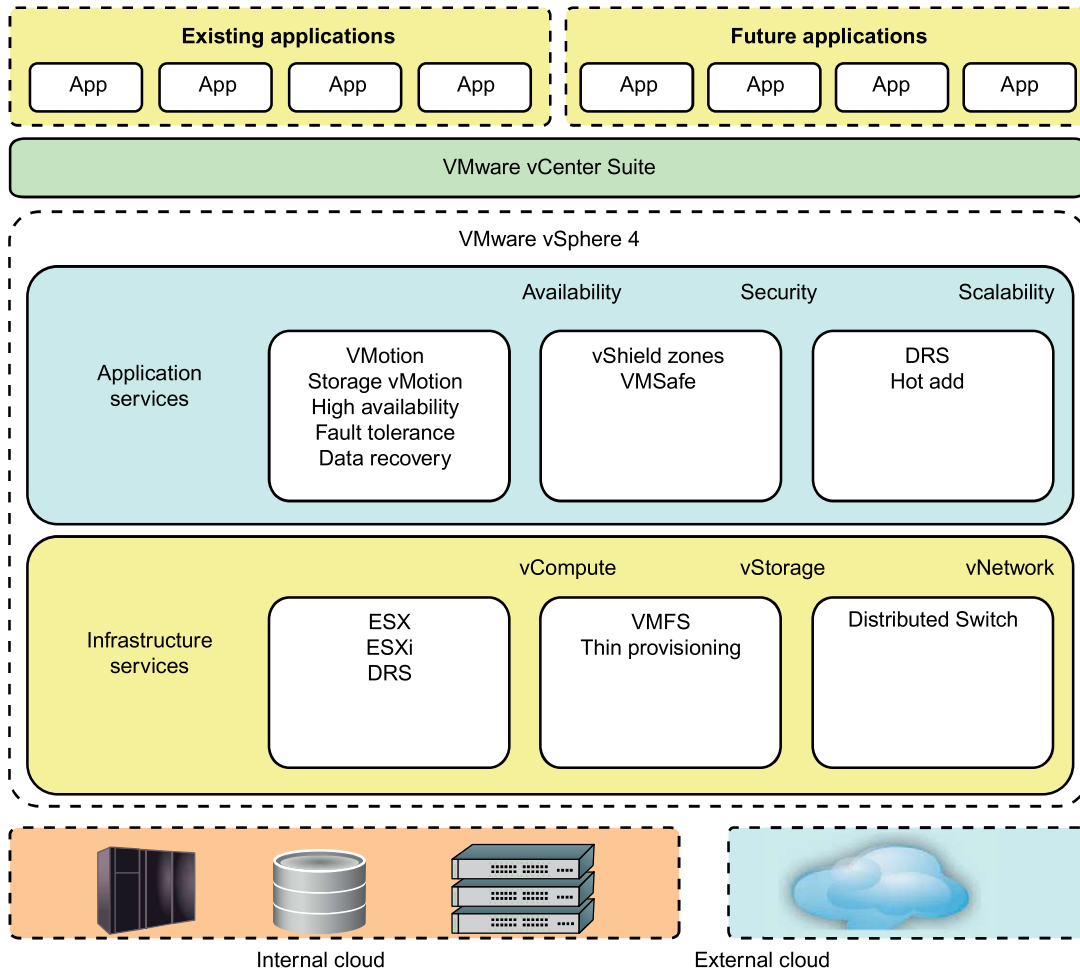 Existing applications
App App App App
Future applications
App App App App
VMware vCenter Suite
VMware vSphere 4
Availability Security Scalability
Application
services
VMotion
Storage vMotion
High availability
Fault tolerance
Data recovery
vShield zones
VMSafe
DRS
Hot add
vCompute vStorage vNetwork
Infrastructure
services
ESX
ESXi
DRS
VMFS
Thin provisioning
Distributed Switch
Internal cloud
External cloud